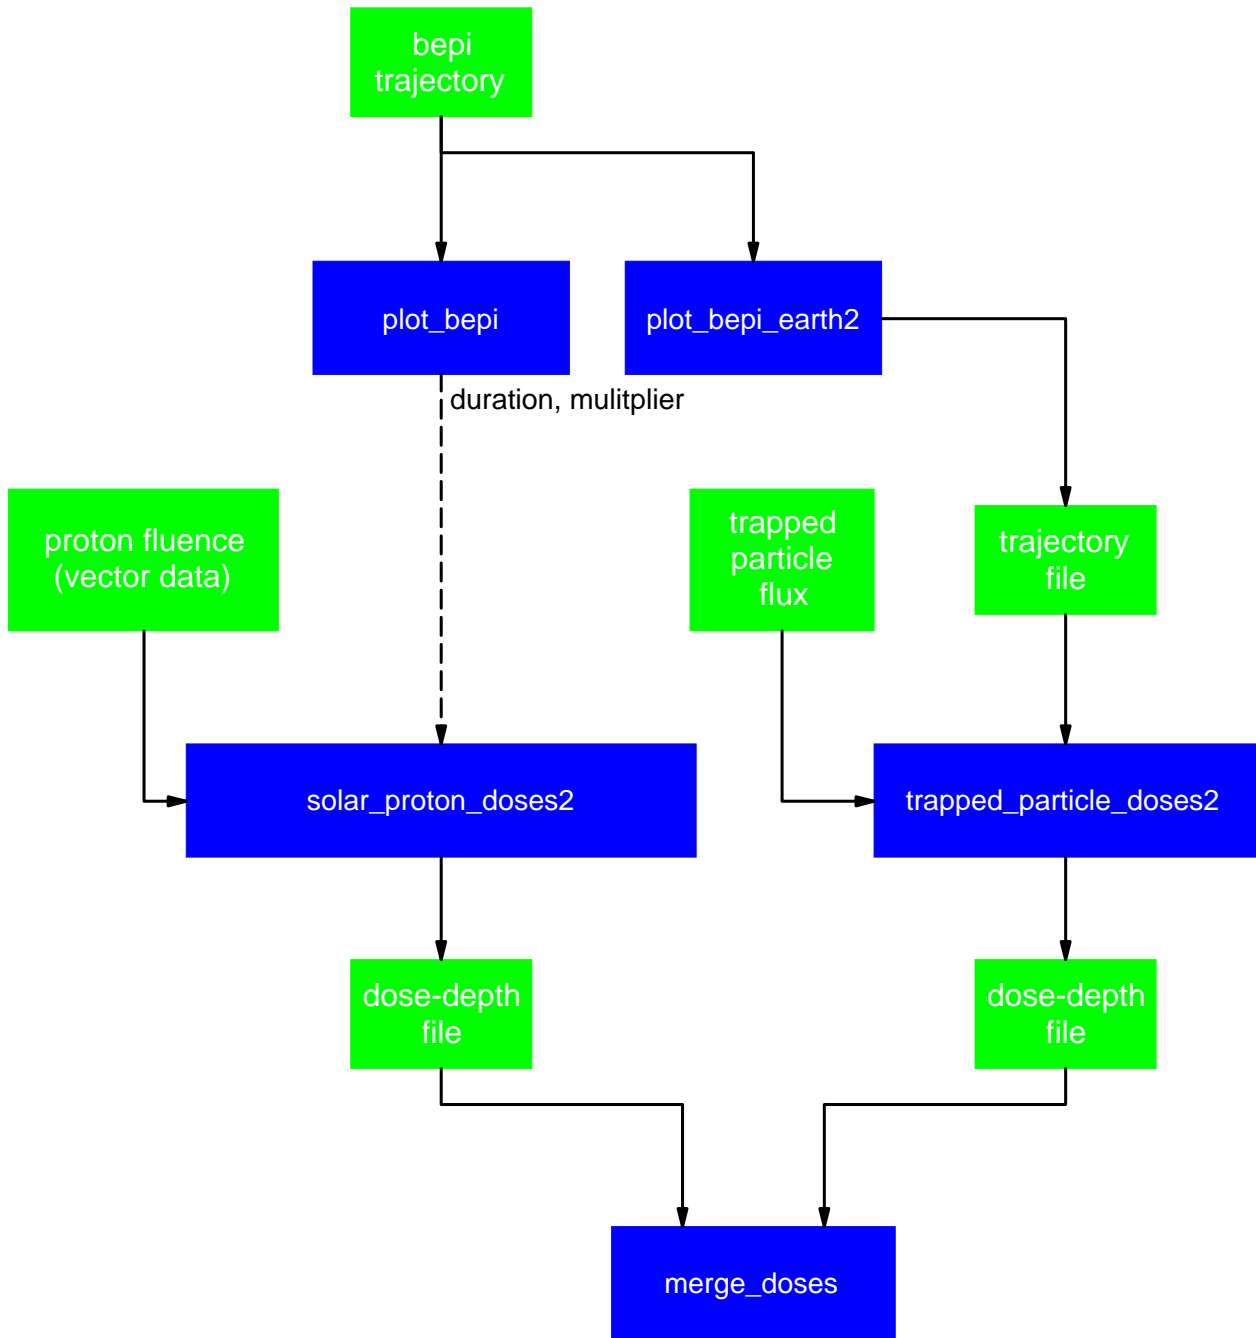 bepi
trajectory
plot_bepi
plot_bepi_earth2
duration, mulitplier
proton fluence
(vector data)
trapped
particle
flux
trajectory
file
solar_proton_doses2
trapped_particle_doses2
dose-depth
file
dose-depth
file
merge_doses